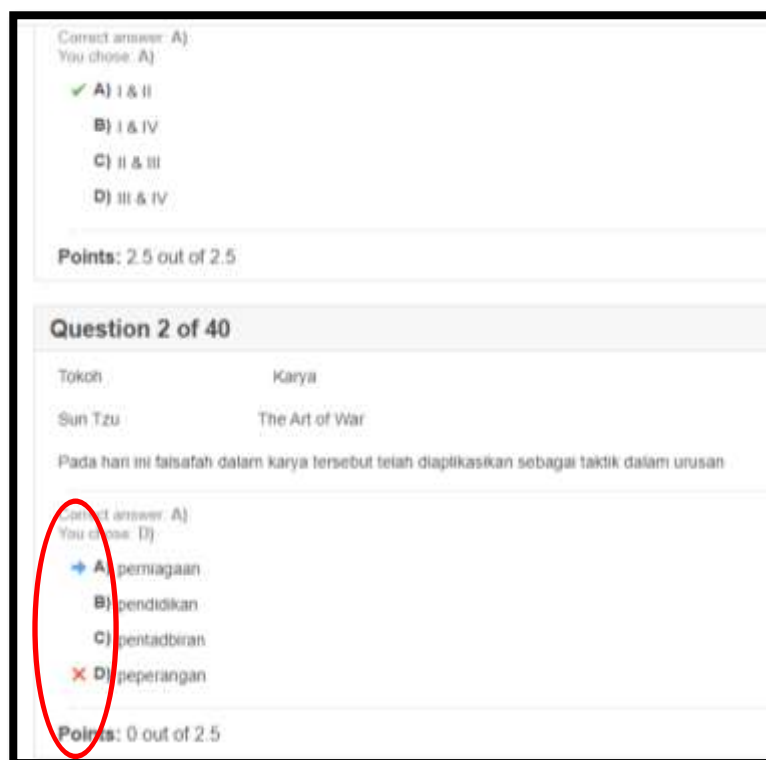 Correct answer: A)
You chose: A)
A) I & II
B) I & IV
C) II & III
D) III & IV
Points: 2.5 out of 2.5
Question 2 of 40
Tokoh Karya
Sun Tzu The Art of War
Pada hari ini falsafah dalam karya tersebut telah diaplikasikan sebagai taktik dalam urusan
Correct answer: A)
You chose: D)
A) perniagaan
B) pendidikan
C) pentadbiran
D) peperangan
Points: 0 out of 2.5